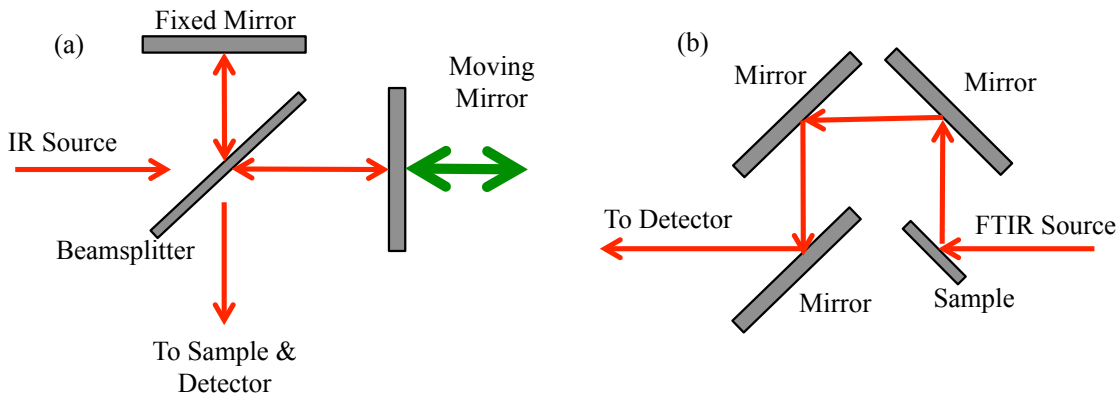 (a)
Fixed Mirror
Moving
Mirror
IR Source
Beamsplitter
To Sample &
Detector
(b)
Mirror
Mirror
To Detector
FTIR Source
Mirror
Sample